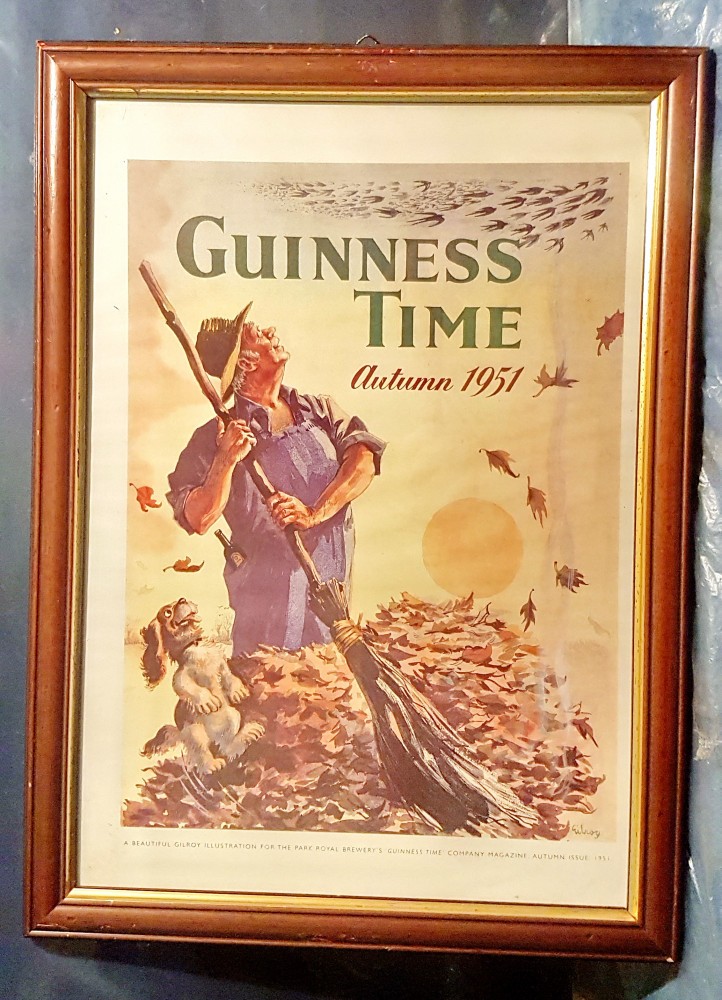 GUINNESS
TIME
Autumn 1951
Gilroy
A BEAUTIFUL GILROY ILLUSTRATION FOR THE PARK ROYAL BREWERY'S 'GUINNESS TIME' COMPANY MAGAZINE, AUTUMN ISSUE, 1951.